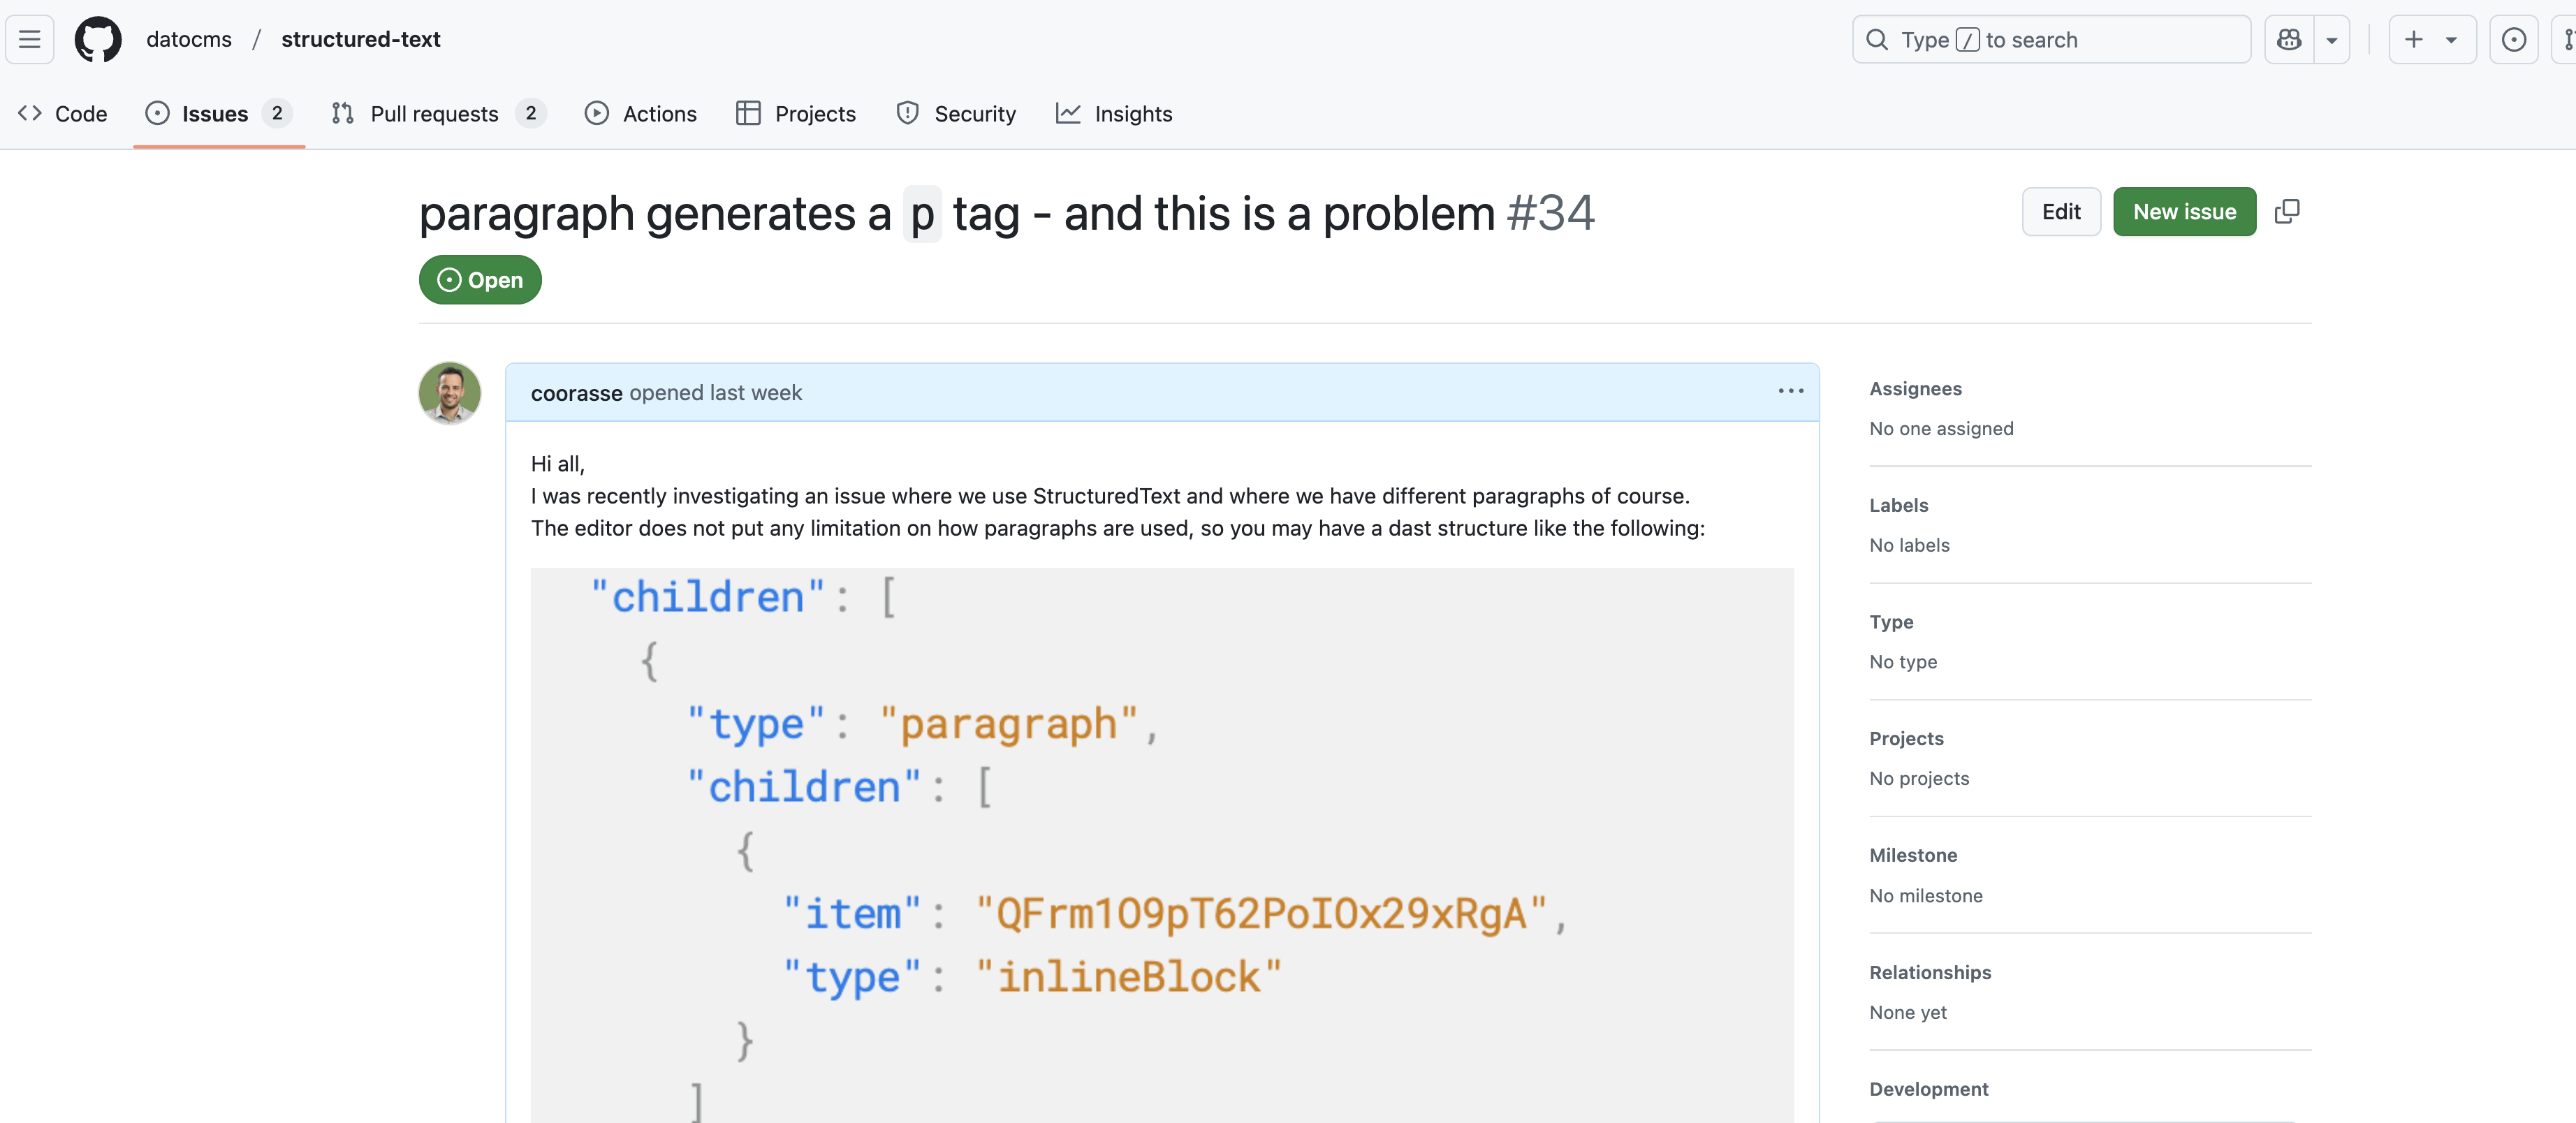 datocms / structured-text
Type / to search
Code
Issues 2
Pull requests 2
Actions
Projects
Security
Insights
paragraph generates a p tag - and this is a problem #34
Edit
New issue
Open
coorasse opened last week
Hi all,
I was recently investigating an issue where we use StructuredText and where we have different paragraphs of course.
The editor does not put any limitation on how paragraphs are used, so you may have a dast structure like the following:
"children": [
{
"type": "paragraph",
"children": [
{
"item": "QFrm1O9pT62PoIOx29xRgA",
"type": "inlineBlock"
}
]
Assignees
No one assigned
Labels
No labels
Type
No type
Projects
No projects
Milestone
No milestone
Relationships
None yet
Development